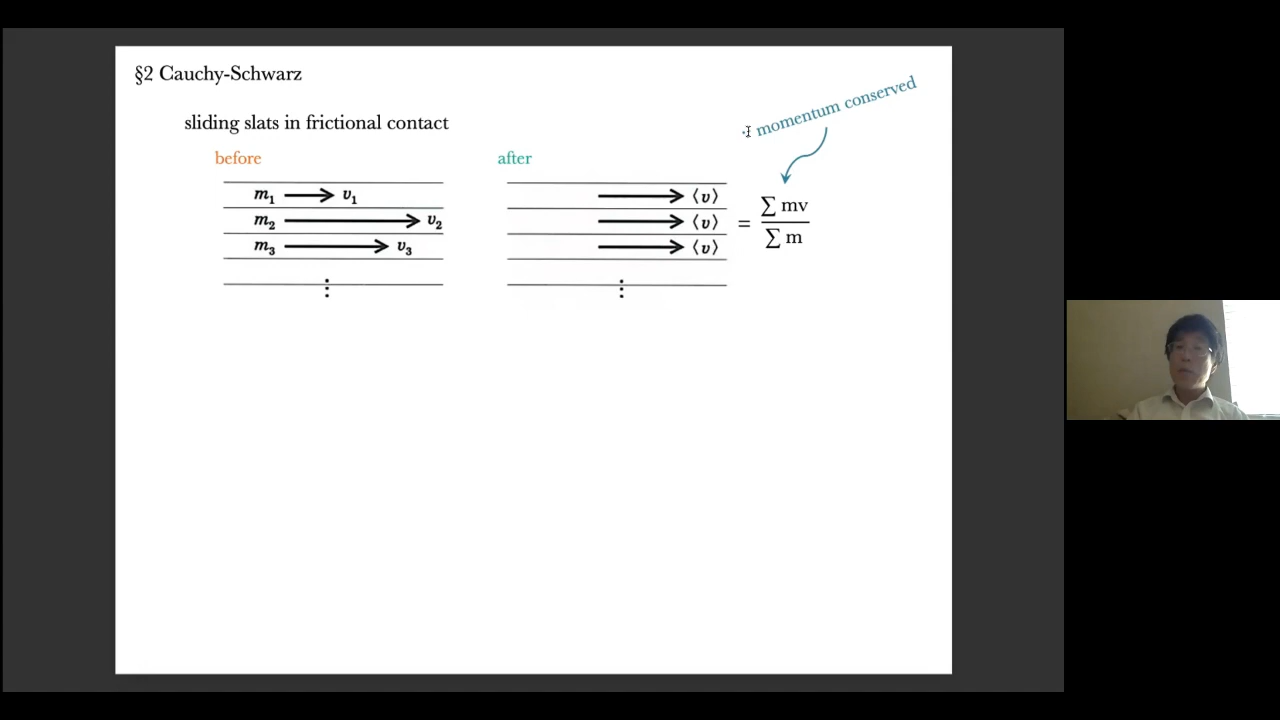 §2 Cauchy-Schwarz
sliding slats in frictional contact
∵ momentum conserved
before
after
m₁ v₁
m₂ v₂
m₃ v₃
⋮
⟨v⟩
⟨v⟩
⟨v⟩
⋮
= ∑ mv / ∑ m